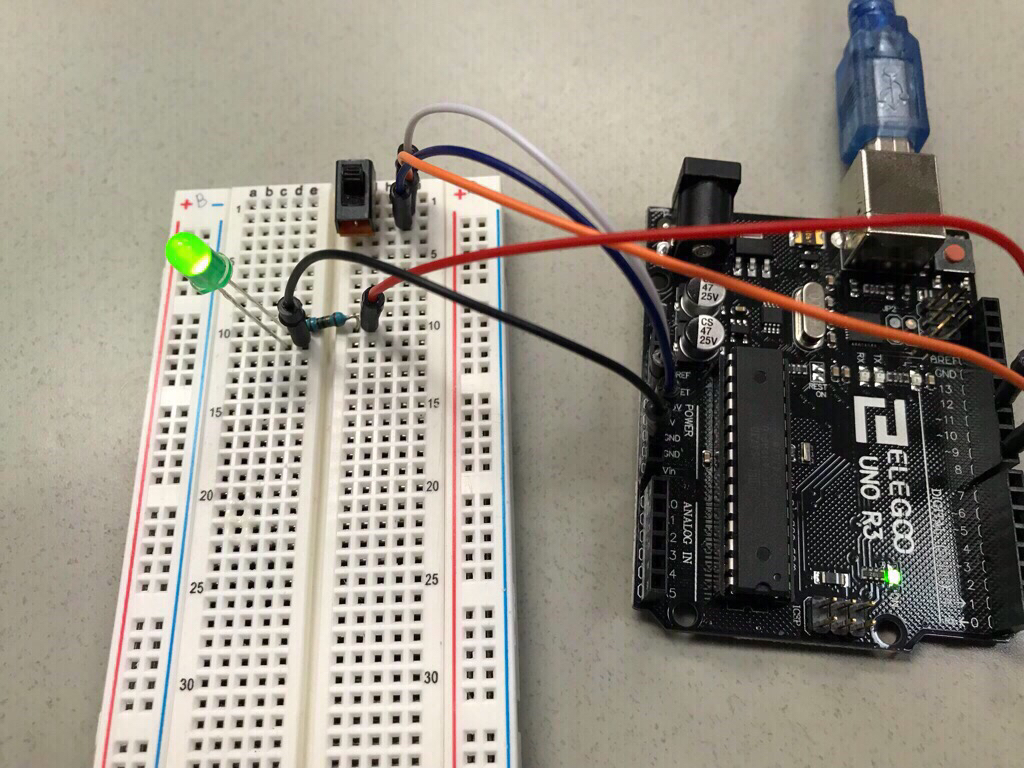 + B −
a b c d e
+
1
1
5
10
10
15
15
20
20
25
25
30
30
47
25V
CS
47
25V
JP2
RX
TX
AREF
GND
13
12
~11
~10
~9
8
7
~6
~5
4
~3
2
1
0
ON
POWER
GND
GND
Vin
ANALOG IN
0
1
2
3
4
5
ELEGOO
UNO R3
ICSP